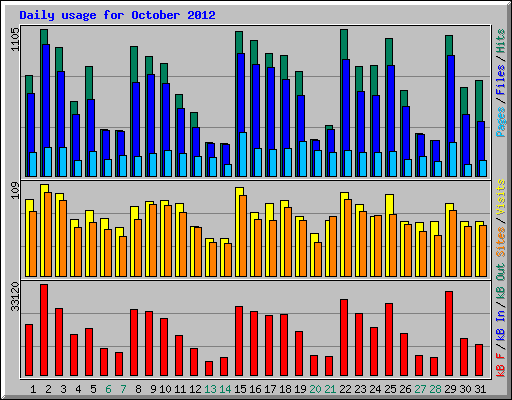 Daily usage for October 2012
1105
109
33120
Pages / Files / Hits
Sites / Visits
kB F / kB In / kB Out
1 2 3 4 5 6 7 8 9 10 11 12 13 14 15 16 17 18 19 20 21 22 23 24 25 26 27 28 29 30 31